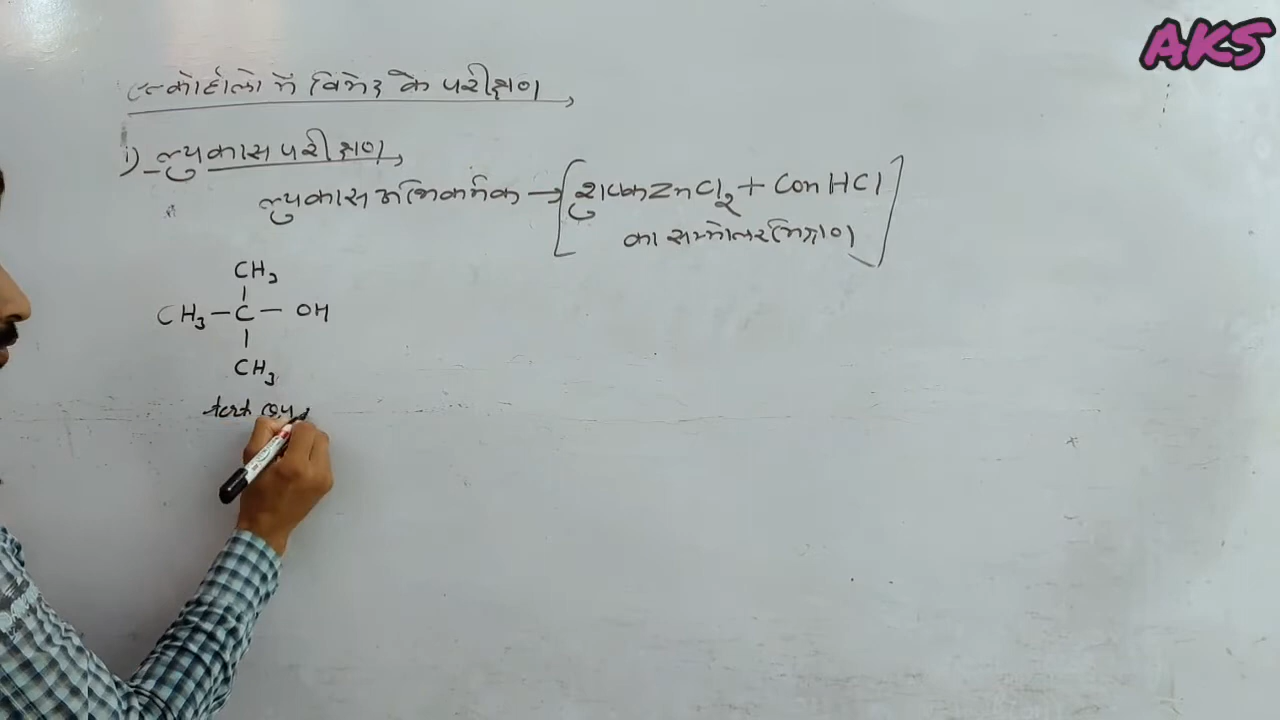 AKS
एल्कोहॉलो में विभेद के परीक्षण,
i) ल्युकास परीक्षण,
ल्युकास अभिकर्मक → [शुष्क ZnCl2 + Con HCl
का सममोलर मिश्रण]
CH3
CH3 - C - OH
CH3
tert